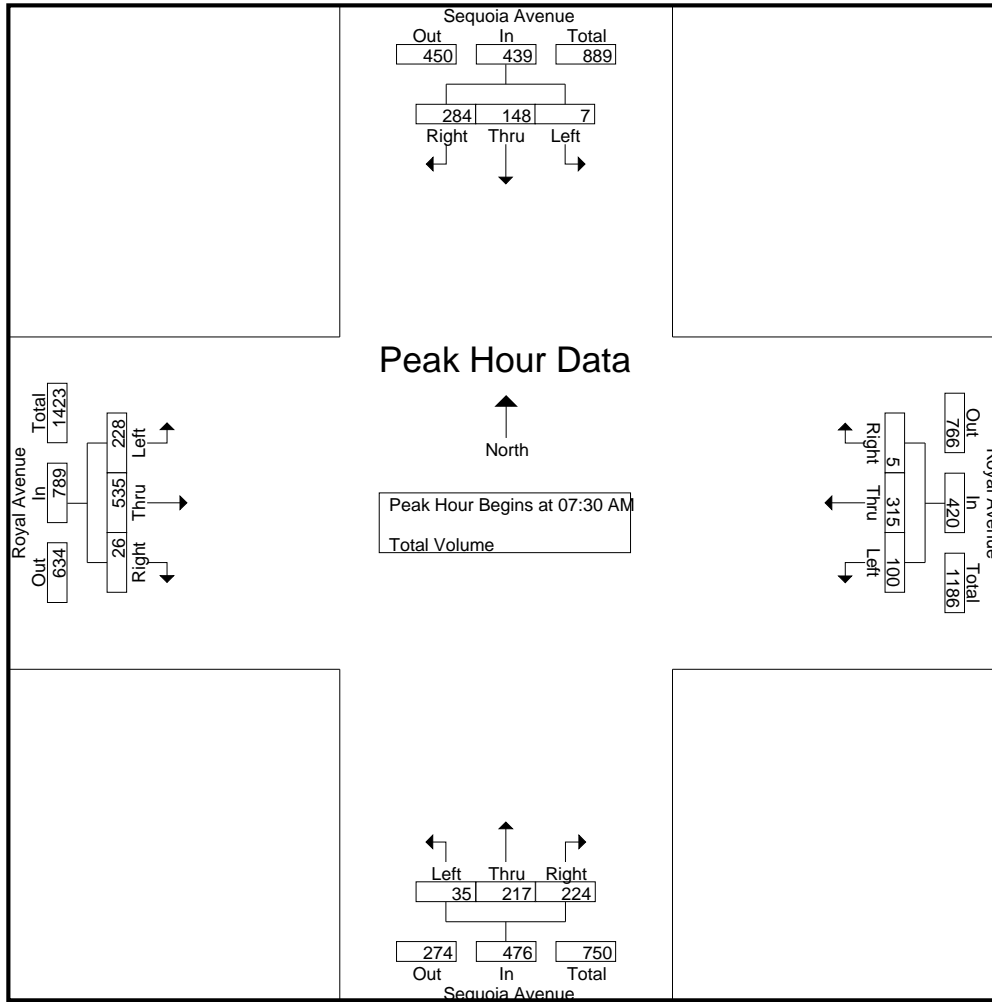 Sequoia Avenue
Out In Total
450 439 889
284 148 7
Right Thru Left
Peak Hour Data
North
Peak Hour Begins at 07:30 AM
Total Volume
Royal Avenue
Out In Total
634 789 1423
26 535 228
Right Thru Left
Royal Avenue
Out In Total
766 420 1186
5 315 100
Right Thru Left
Left Thru Right
35 217 224
274 476 750
Out In Total
Sequoia Avenue